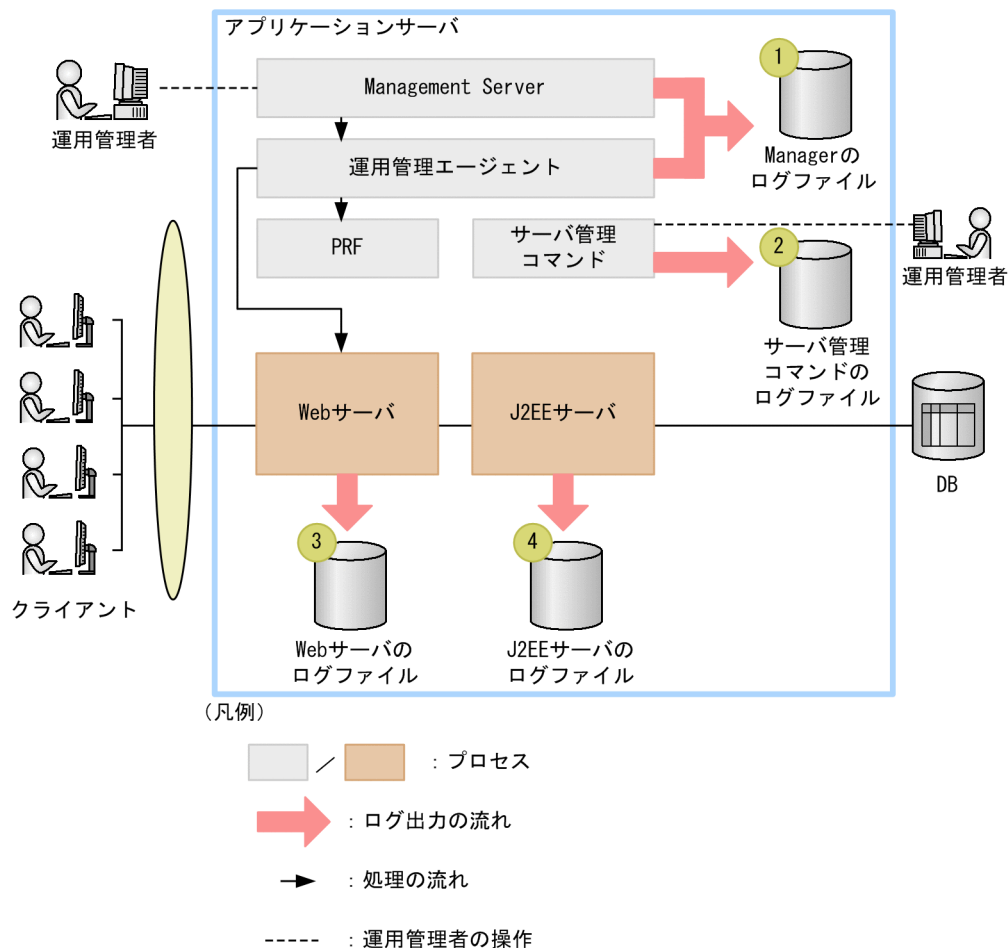 アプリケーションサーバ
1
Management Server
運用管理者
運用管理エージェント
Managerの
ログファイル
PRF
サーバ管理
コマンド
2
運用管理者
サーバ管理
コマンドの
ログファイル
Webサーバ
J2EEサーバ
DB
3
4
クライアント
Webサーバの
ログファイル
J2EEサーバの
ログファイル
(凡例)
／ : プロセス
: ログ出力の流れ
: 処理の流れ
: 運用管理者の操作